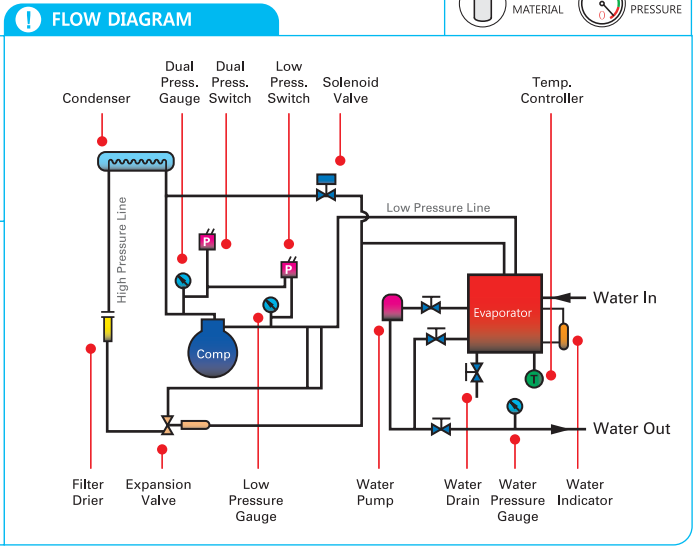 ! FLOW DIAGRAM
MATERIAL
0
PRESSURE
Condenser
Dual
Press.
Gauge
Dual
Press.
Switch
Low
Press.
Switch
Solenoid
Valve
Temp.
Controller
High Pressure Line
Low Pressure Line
P
P
Comp
Evaporator
T
Water In
Water Out
Filter
Drier
Expansion
Valve
Low
Pressure
Gauge
Water
Pump
Water
Drain
Water
Pressure
Gauge
Water
Indicator